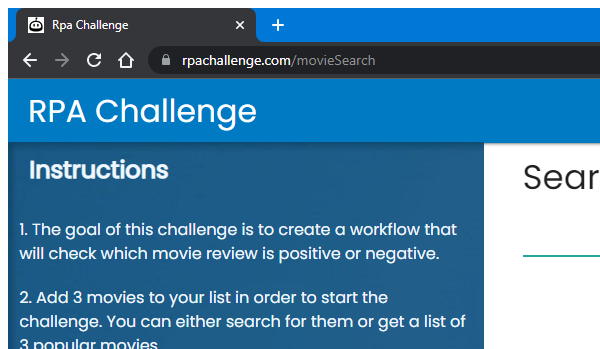 Rpa Challenge
rpachallenge.com/movieSearch
RPA Challenge
Instructions
Sear
1. The goal of this challenge is to create a workflow that
will check which movie review is positive or negative.
2. Add 3 movies to your list in order to start the
challenge. You can either search for them or get a list of
3 popular movies